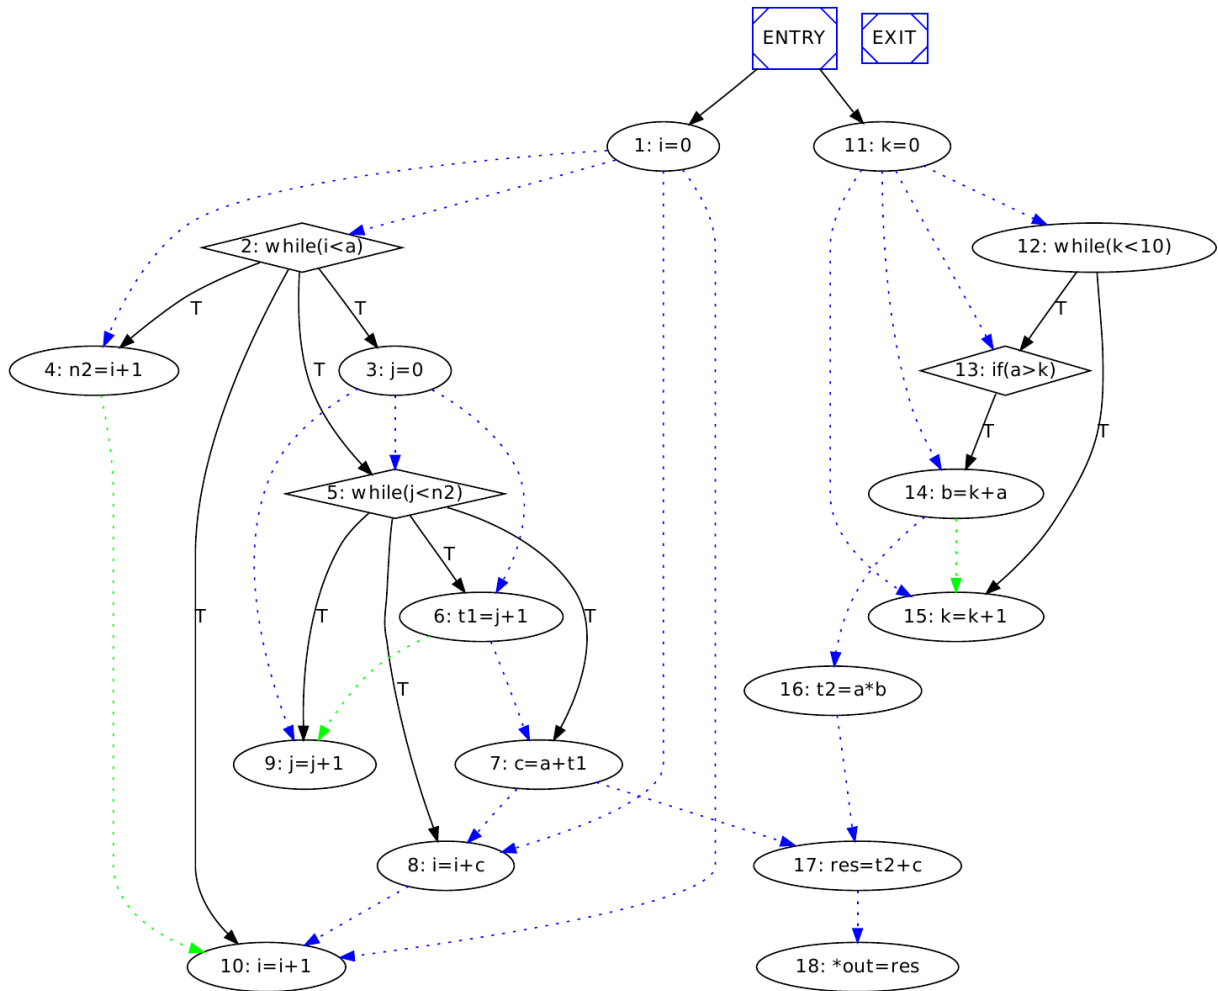 ENTRY
EXIT
1: i=0
11: k=0
2: while(i<a)
12: while(k<10)
T
T
T
4: n2=i+1
T
3: j=0
13: if(a>k)
T
T
5: while(j<n2)
14: b=k+a
T
T
T
T
6: t1=j+1
15: k=k+1
T
16: t2=a*b
9: j=j+1
7: c=a+t1
8: i=i+c
17: res=t2+c
10: i=i+1
18: *out=res